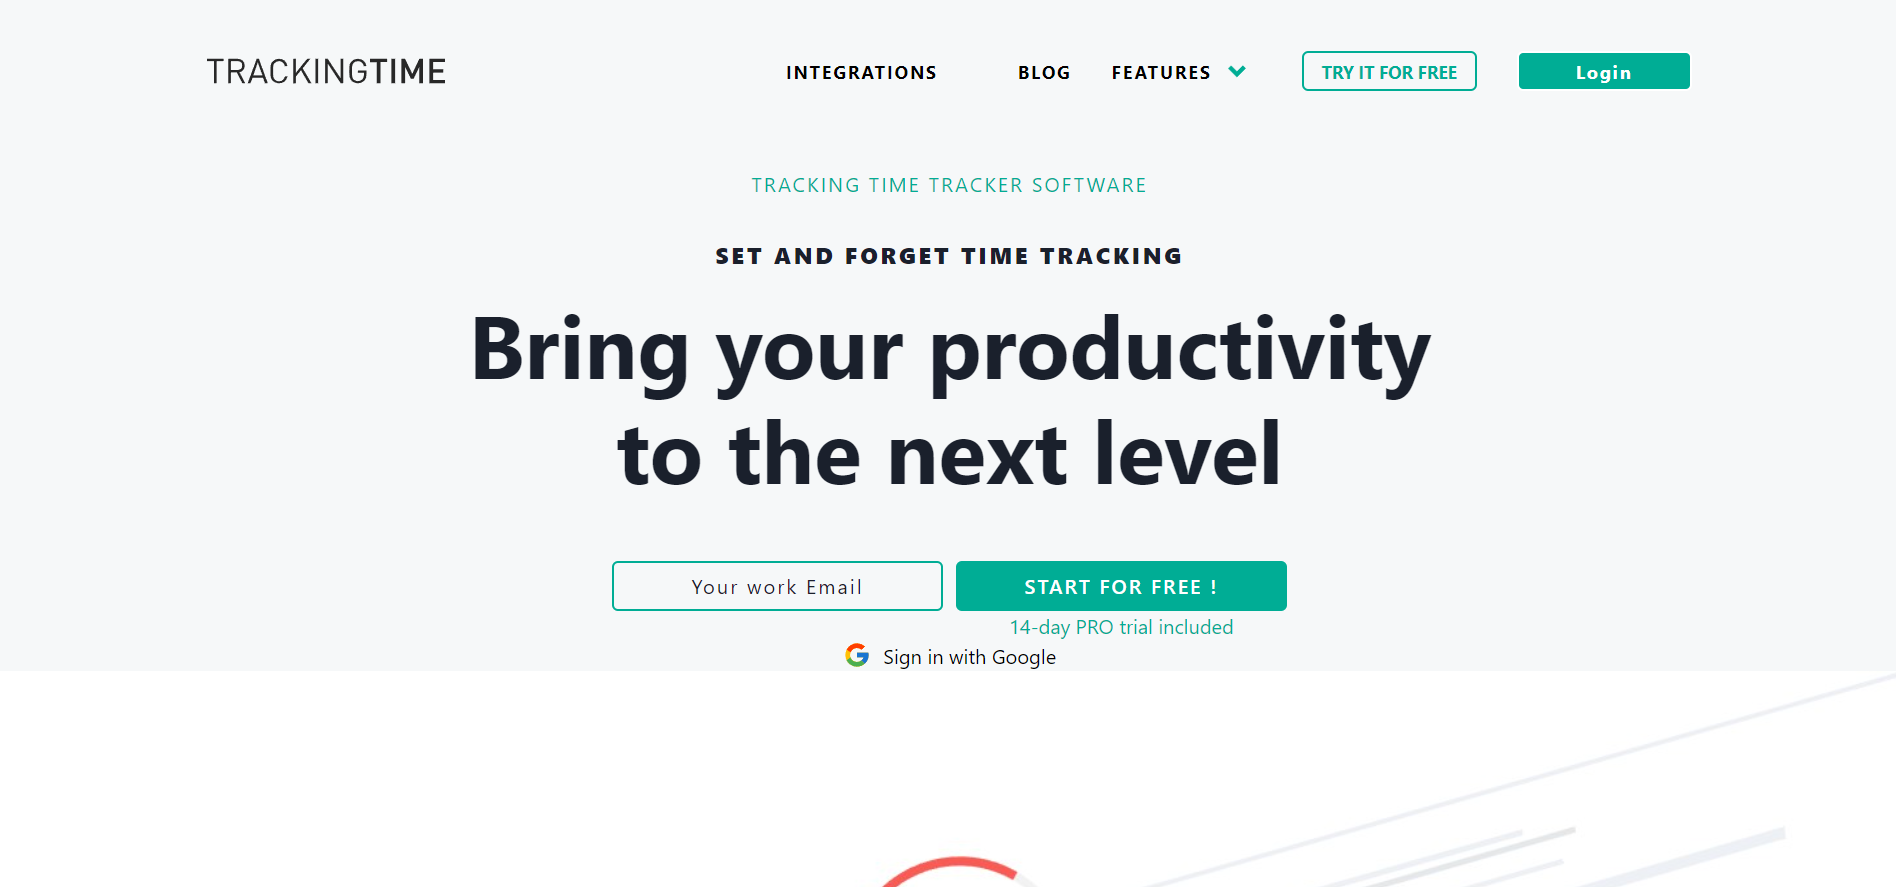 TRACKINGTIME
INTEGRATIONS
BLOG
FEATURES
TRY IT FOR FREE
Login
TRACKING TIME TRACKER SOFTWARE
SET AND FORGET TIME TRACKING
Bring your productivity
to the next level
Your work Email
START FOR FREE !
14-day PRO trial included
Sign in with Google